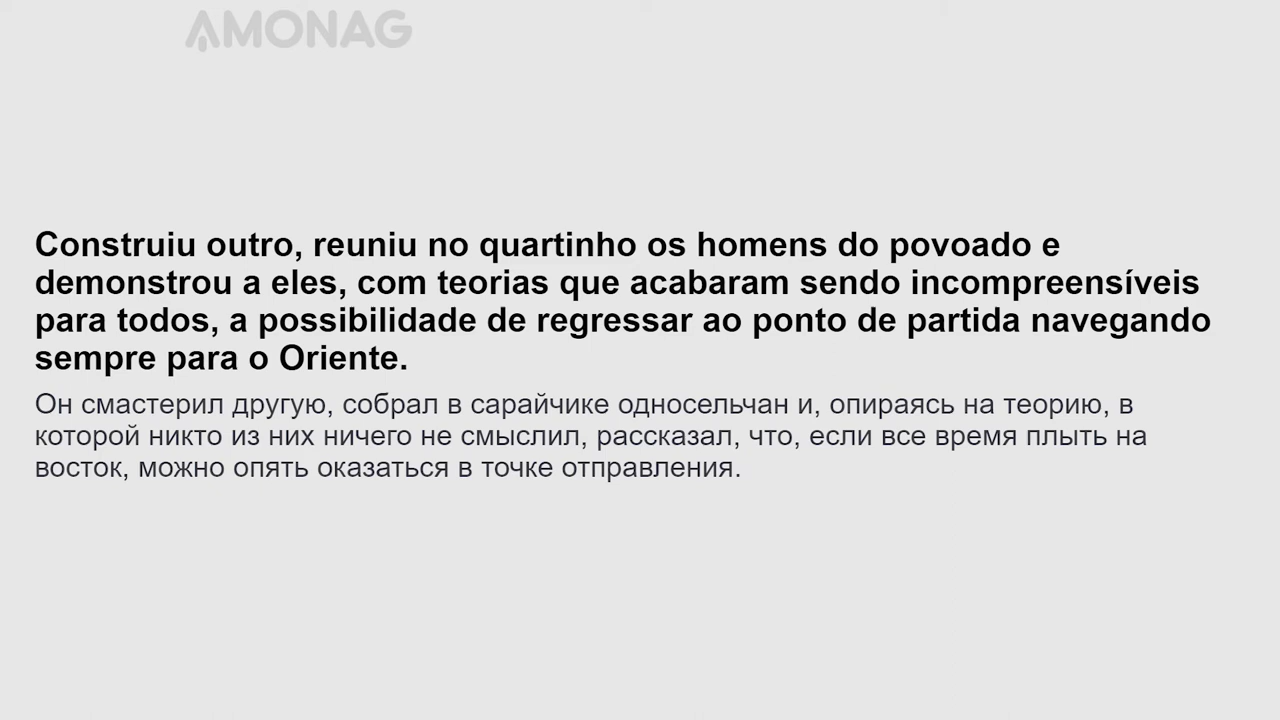 AMONAG
Construiu outro, reuniu no quartinho os homens do povoado e
demonstrou a eles, com teorias que acabaram sendo incompreensíveis
para todos, a possibilidade de regressar ao ponto de partida navegando
sempre para o Oriente.
Он смастерил другую, собрал в сарайчике односельчан и, опираясь на теорию, в
которой никто из них ничего не смыслил, рассказал, что, если все время плыть на
восток, можно опять оказаться в точке отправления.